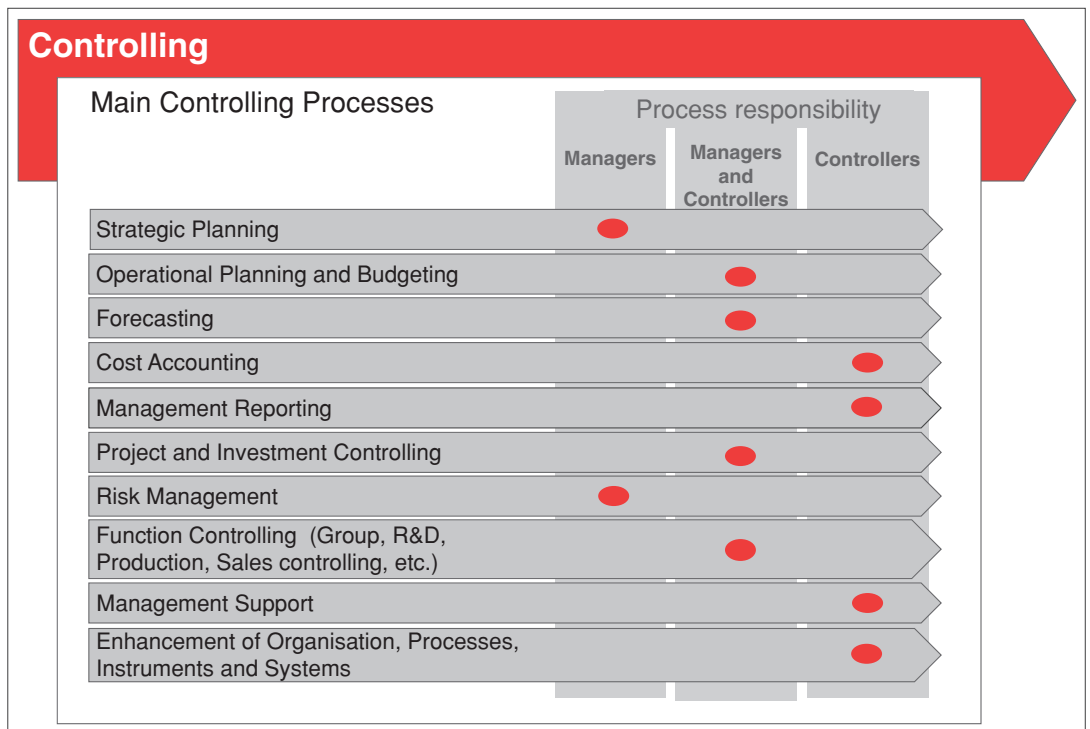 Controlling
Main Controlling Processes
Process responsibility
Managers
Managers
and
Controllers
Controllers
Strategic Planning
Operational Planning and Budgeting
Forecasting
Cost Accounting
Management Reporting
Project and Investment Controlling
Risk Management
Function Controlling (Group, R&D,
Production, Sales controlling, etc.)
Management Support
Enhancement of Organisation, Processes,
Instruments and Systems